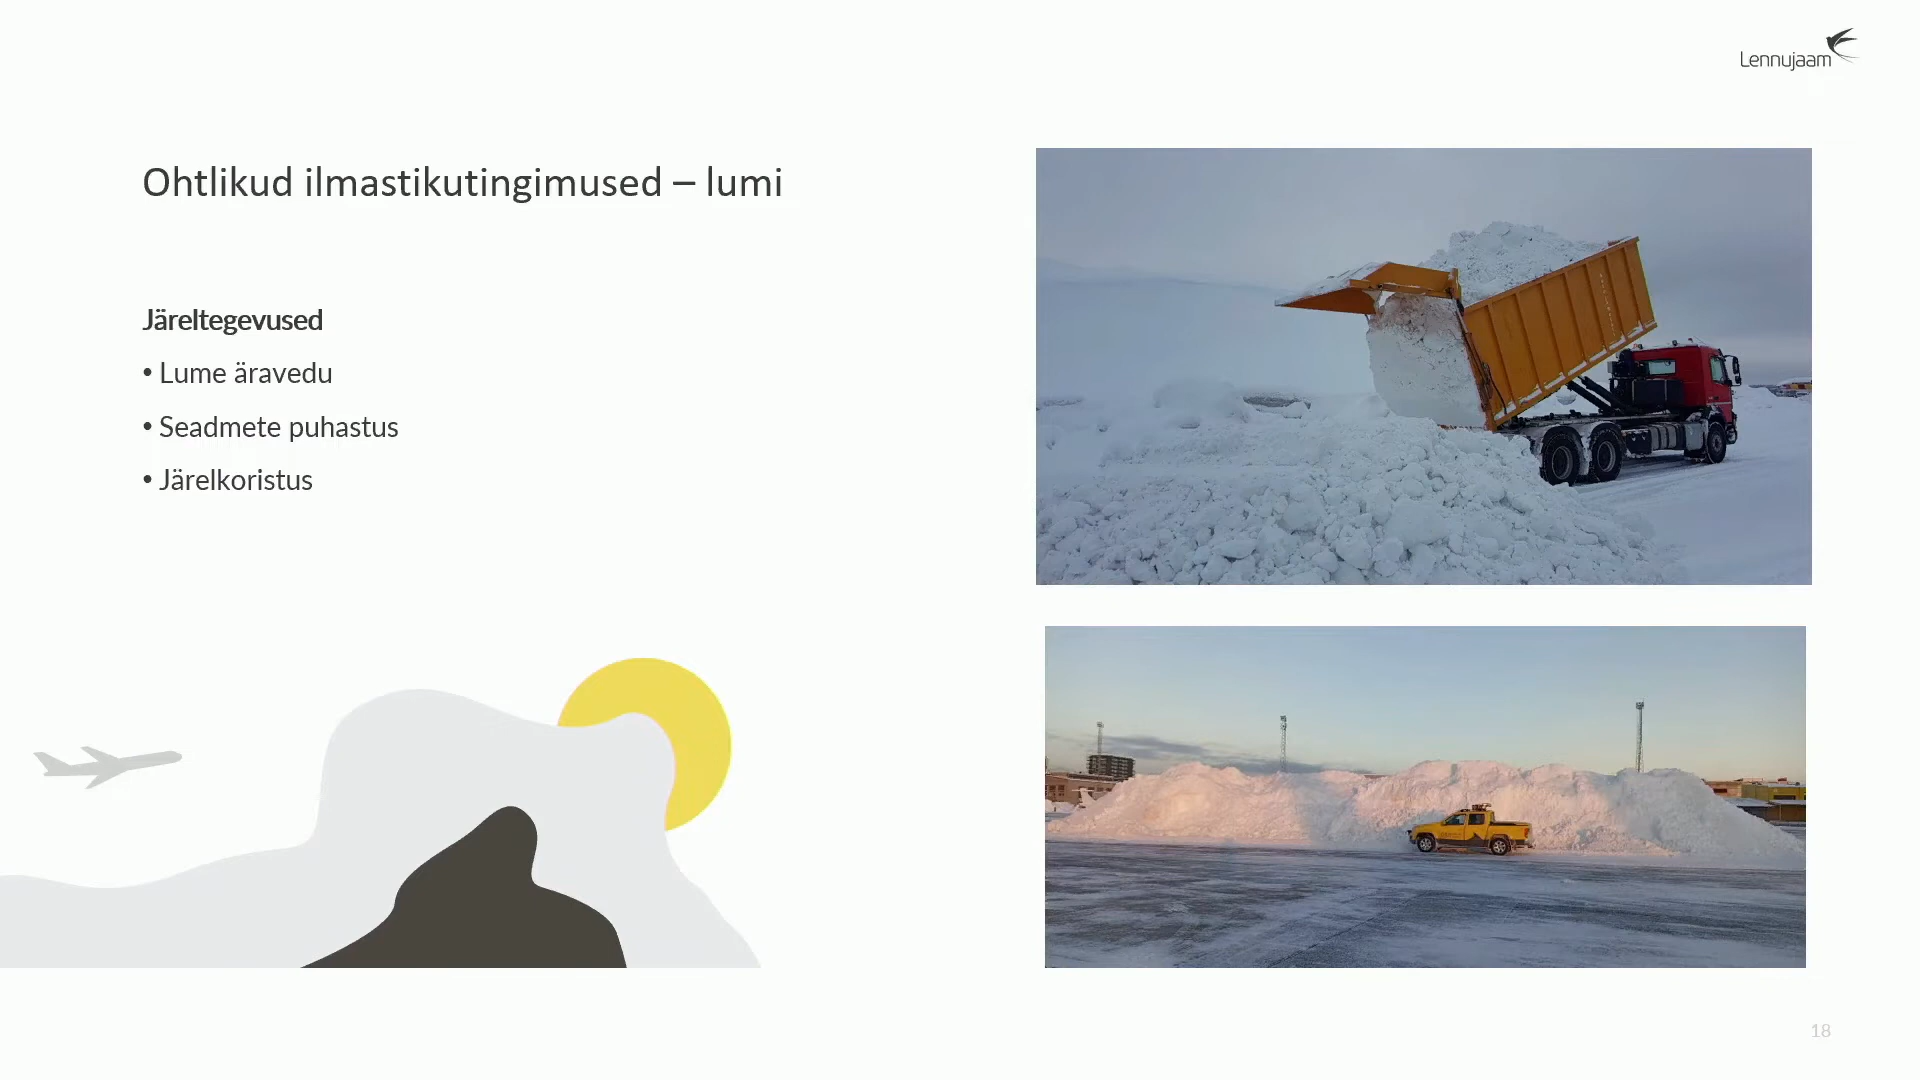 Lennujaam
Ohtlikud ilmastikutingimused – lumi
Järeltegevused
• Lume äravedu
• Seadmete puhastus
• Järelkoristus
18